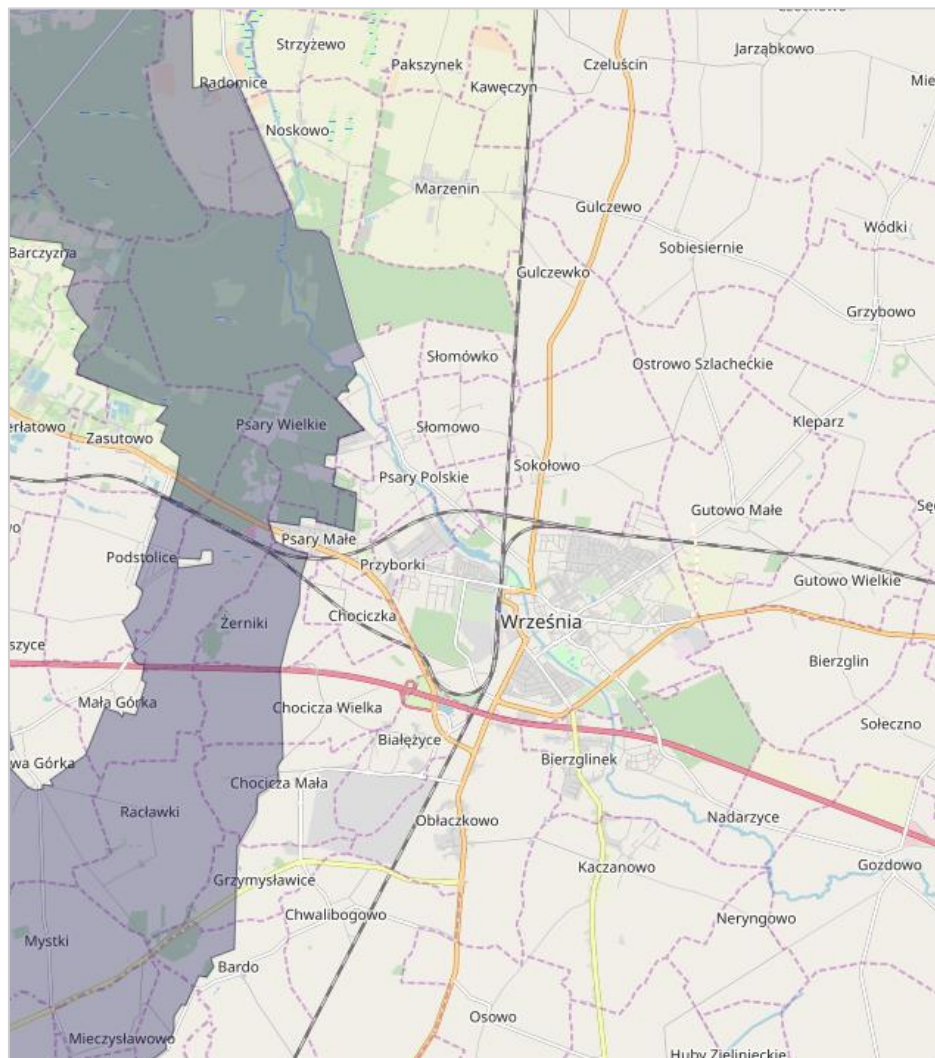 Strzyżewo
Jarząbkowo
Pakszynek
Czeluścin
Radomice
Kawęczyn
Mie
Noskowo
Marzenin
Gulczewo
Wódki
Sobiesiernie
Barczyzna
Gulczewko
Grzybowo
Słomówko
Ostrowo Szlacheckie
Kleparz
erłatowo
Psary Wielkie
Słomowo
Zasutowo
Sokołowo
Psary Polskie
Gutowo Małe
Psary Małe
Podstolice
Przyborki
Gutowo Wielkie
Chociczka
Żerniki
Września
szyce
Bierzglin
Mała Górka
Chocicza Wielka
Sołeczno
Białężyce
wa Górka
Bierzglinek
Chocicza Mała
Racławki
Obłaczkowo
Nadarzyce
Kaczanowo
Gozdowo
Grzymysławice
Chwalibogowo
Neryngowo
Mystki
Bardo
Osowo
Mieczysławowo
Huby Zielinieckie